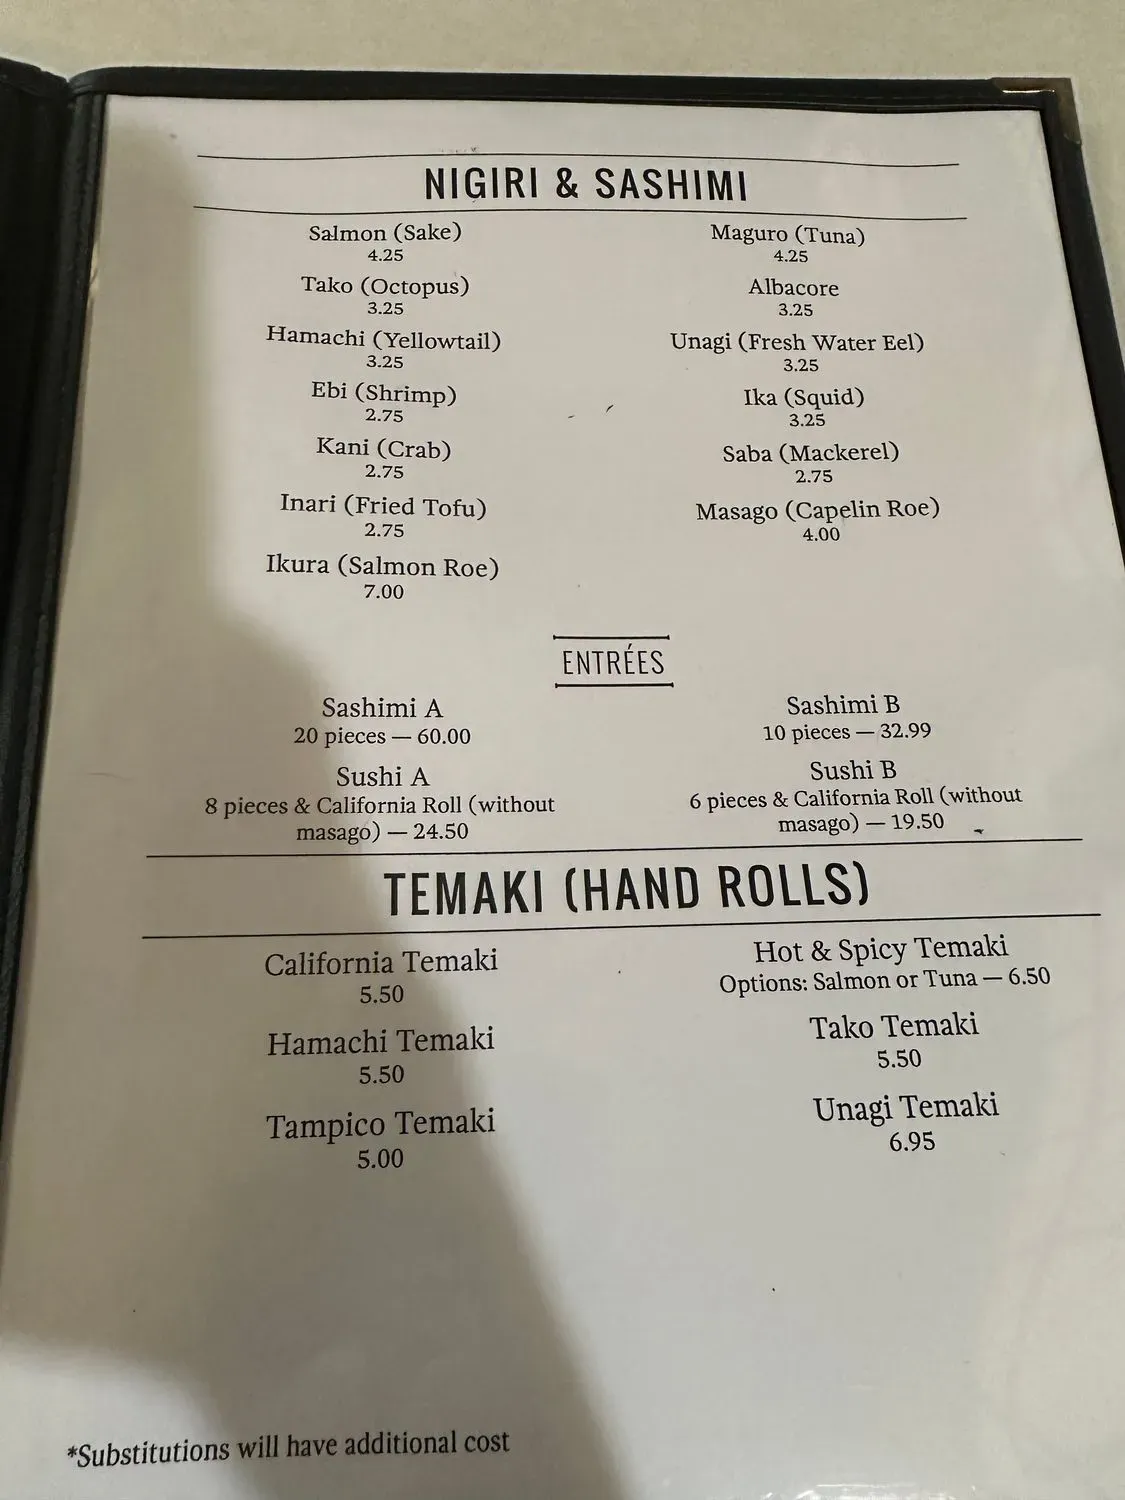 NIGIRI & SASHIMI
Salmon (Sake)
4.25
Tako (Octopus)
3.25
Hamachi (Yellowtail)
3.25
Ebi (Shrimp)
2.75
Kani (Crab)
2.75
Inari (Fried Tofu)
2.75
Ikura (Salmon Roe)
7.00
Maguro (Tuna)
4.25
Albacore
3.25
Unagi (Fresh Water Eel)
3.25
Ika (Squid)
3.25
Saba (Mackerel)
2.75
Masago (Capelin Roe)
4.00
ENTRÉES
Sashimi A
20 pieces — 60.00
Sushi A
8 pieces & California Roll (without
masago) — 24.50
Sashimi B
10 pieces — 32.99
Sushi B
6 pieces & California Roll (without
masago) — 19.50
TEMAKI (HAND ROLLS)
California Temaki
5.50
Hamachi Temaki
5.50
Tampico Temaki
5.00
Hot & Spicy Temaki
Options: Salmon or Tuna — 6.50
Tako Temaki
5.50
Unagi Temaki
6.95
*Substitutions will have additional cost